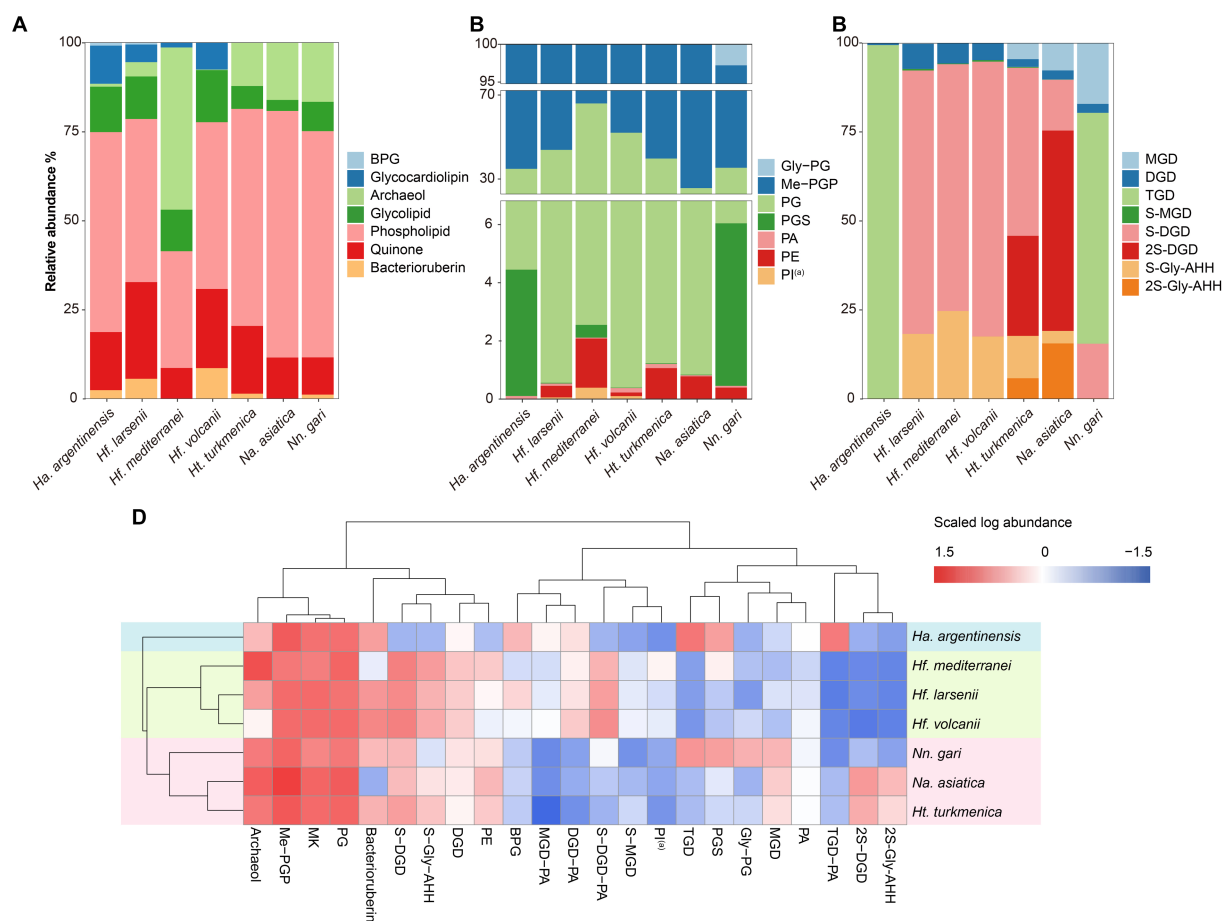 A
B
B
Relative abundance %
100
75
50
25
0
BPG
Glycocardiolipin
Archaeol
Glycolipid
Phospholipid
Quinone
Bacterioruberin
Ha. argentinensis
Hf. larsenii
Hf. mediterranei
Hf. volcanii
Ht. turkmenica
Na. asiatica
Nn. gari
100
95
70
30
6
4
2
0
Gly−PG
Me−PGP
PG
PGS
PA
PE
PI(a)
Ha. argentinensis
Hf. larsenii
Hf. mediterranei
Hf. volcanii
Ht. turkmenica
Na. asiatica
Nn. gari
100
75
50
25
0
MGD
DGD
TGD
S-MGD
S-DGD
2S-DGD
S-Gly-AHH
2S-Gly-AHH
Ha. argentinensis
Hf. larsenii
Hf. mediterranei
Hf. volcanii
Ht. turkmenica
Na. asiatica
Nn. gari
D
Scaled log abundance
1.5 0 −1.5
Ha. argentinensis
Hf. mediterranei
Hf. larsenii
Hf. volcanii
Nn. gari
Na. asiatica
Ht. turkmenica
Archaeol
Me−PGP
MK
PG
Bacterioruberin
S−DGD
S−Gly−AHH
DGD
PE
BPG
MGD−PA
DGD−PA
S−DGD−PA
S−MGD
PI(a)
TGD
PGS
Gly−PG
MGD
PA
TGD−PA
2S−DGD
2S-Gly-AHH